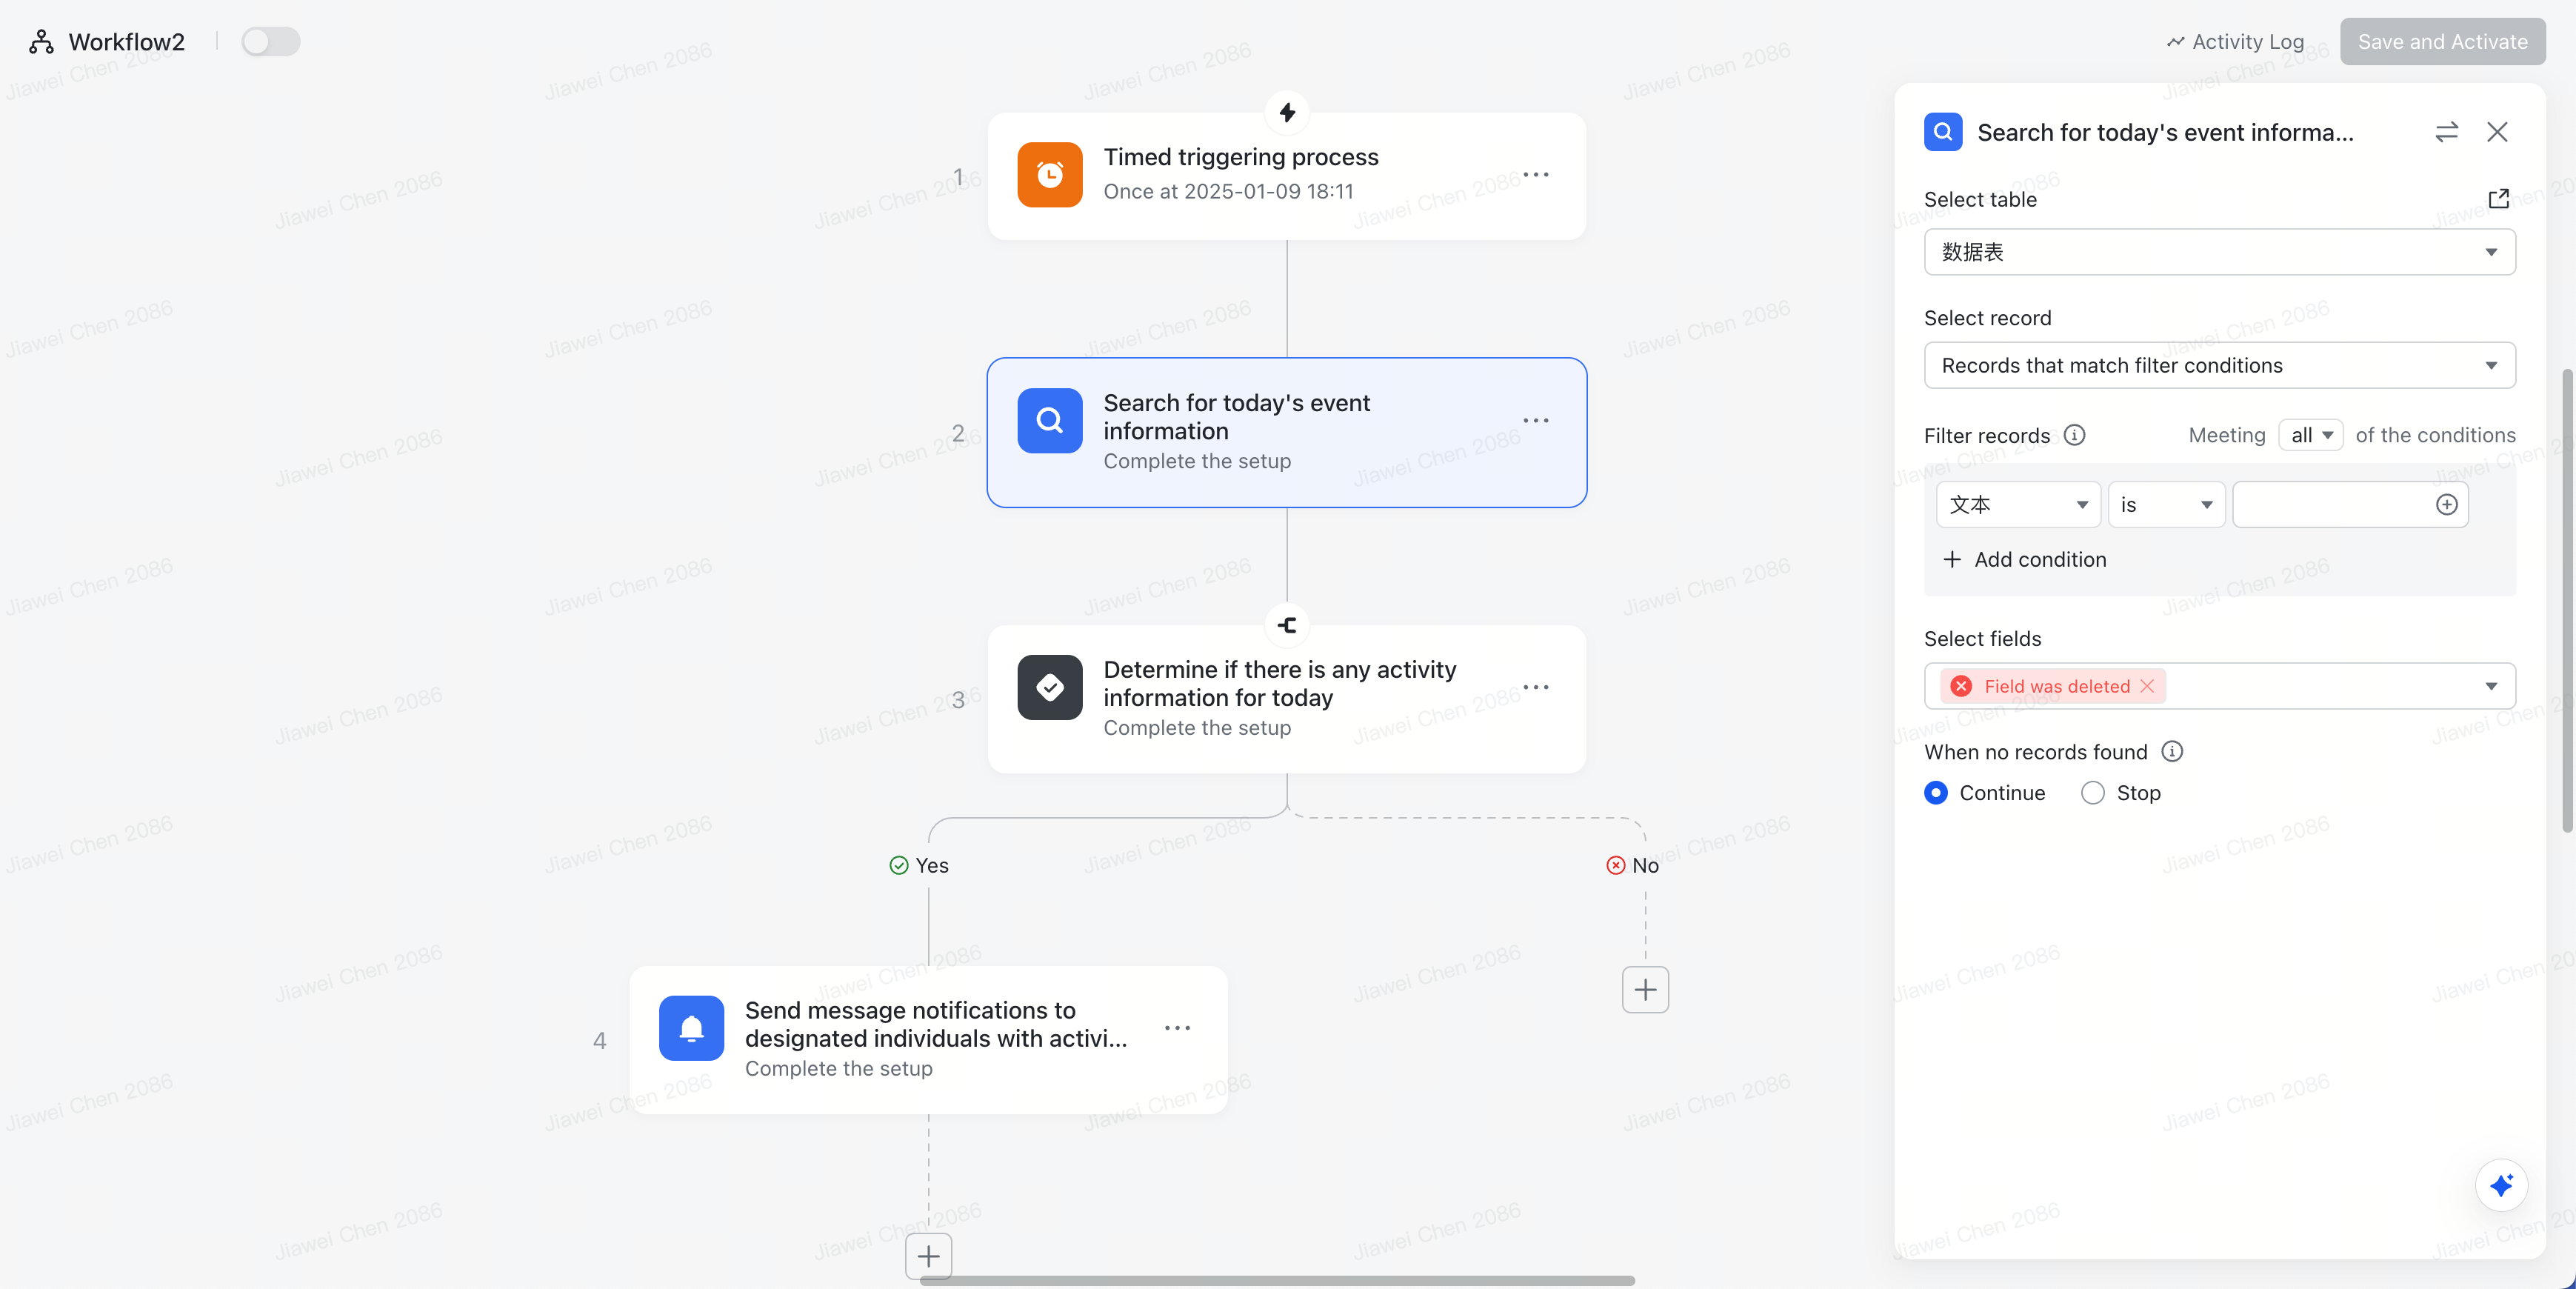 Workflow2
Activity Log
Save and Activate
1
Timed triggering process
Once at 2025-01-09 18:11
2
Search for today's event
information
Complete the setup
3
Determine if there is any activity
information for today
Complete the setup
Yes
No
4
Send message notifications to
designated individuals with activi...
Complete the setup
Search for today's event informa...
Select table
数据表
Select record
Records that match filter conditions
Filter records
Meeting all of the conditions
文本 is
Add condition
Select fields
Field was deleted
When no records found
Continue Stop
Jiawei Chen 2086